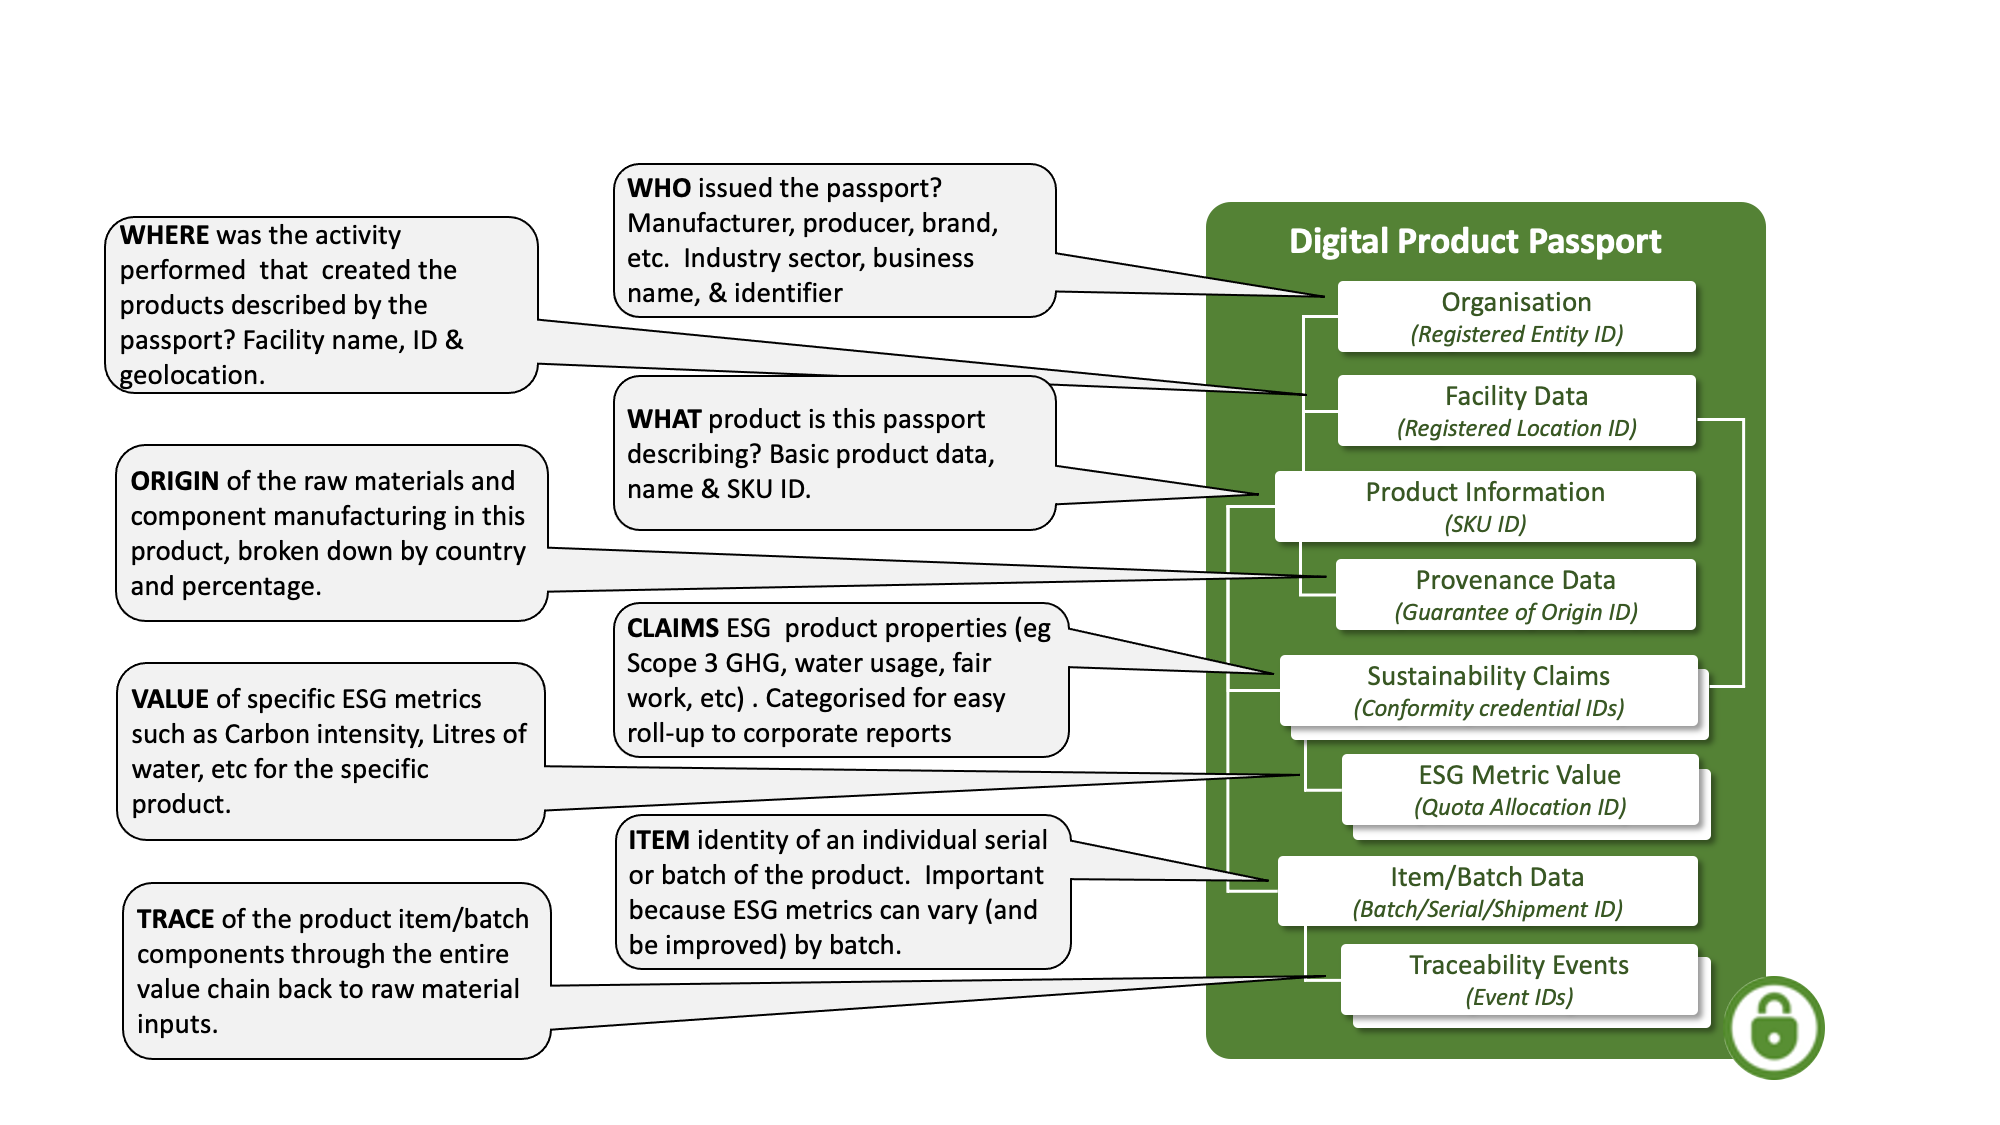 WHO issued the passport?
Manufacturer, producer, brand,
etc.  Industry sector, business
name, & identifier
WHERE was the activity
performed  that  created the
products described by the
passport? Facility name, ID &
geolocation.
WHAT product is this passport
describing? Basic product data,
name & SKU ID.
ORIGIN of the raw materials and
component manufacturing in this
product, broken down by country
and percentage.
CLAIMS ESG  product properties (eg
Scope 3 GHG, water usage, fair
work, etc) . Categorised for easy
roll-up to corporate reports
VALUE of specific ESG metrics
such as Carbon intensity, Litres of
water, etc for the specific
product.
ITEM identity of an individual serial
or batch of the product.  Important
because ESG metrics can vary (and
be improved) by batch.
TRACE of the product item/batch
components through the entire
value chain back to raw material
inputs.
Digital Product Passport
Organisation
(Registered Entity ID)
Facility Data
(Registered Location ID)
Product Information
(SKU ID)
Provenance Data
(Guarantee of Origin ID)
Sustainability Claims
(Conformity credential IDs)
ESG Metric Value
(Quota Allocation ID)
Item/Batch Data
(Batch/Serial/Shipment ID)
Traceability Events
(Event IDs)